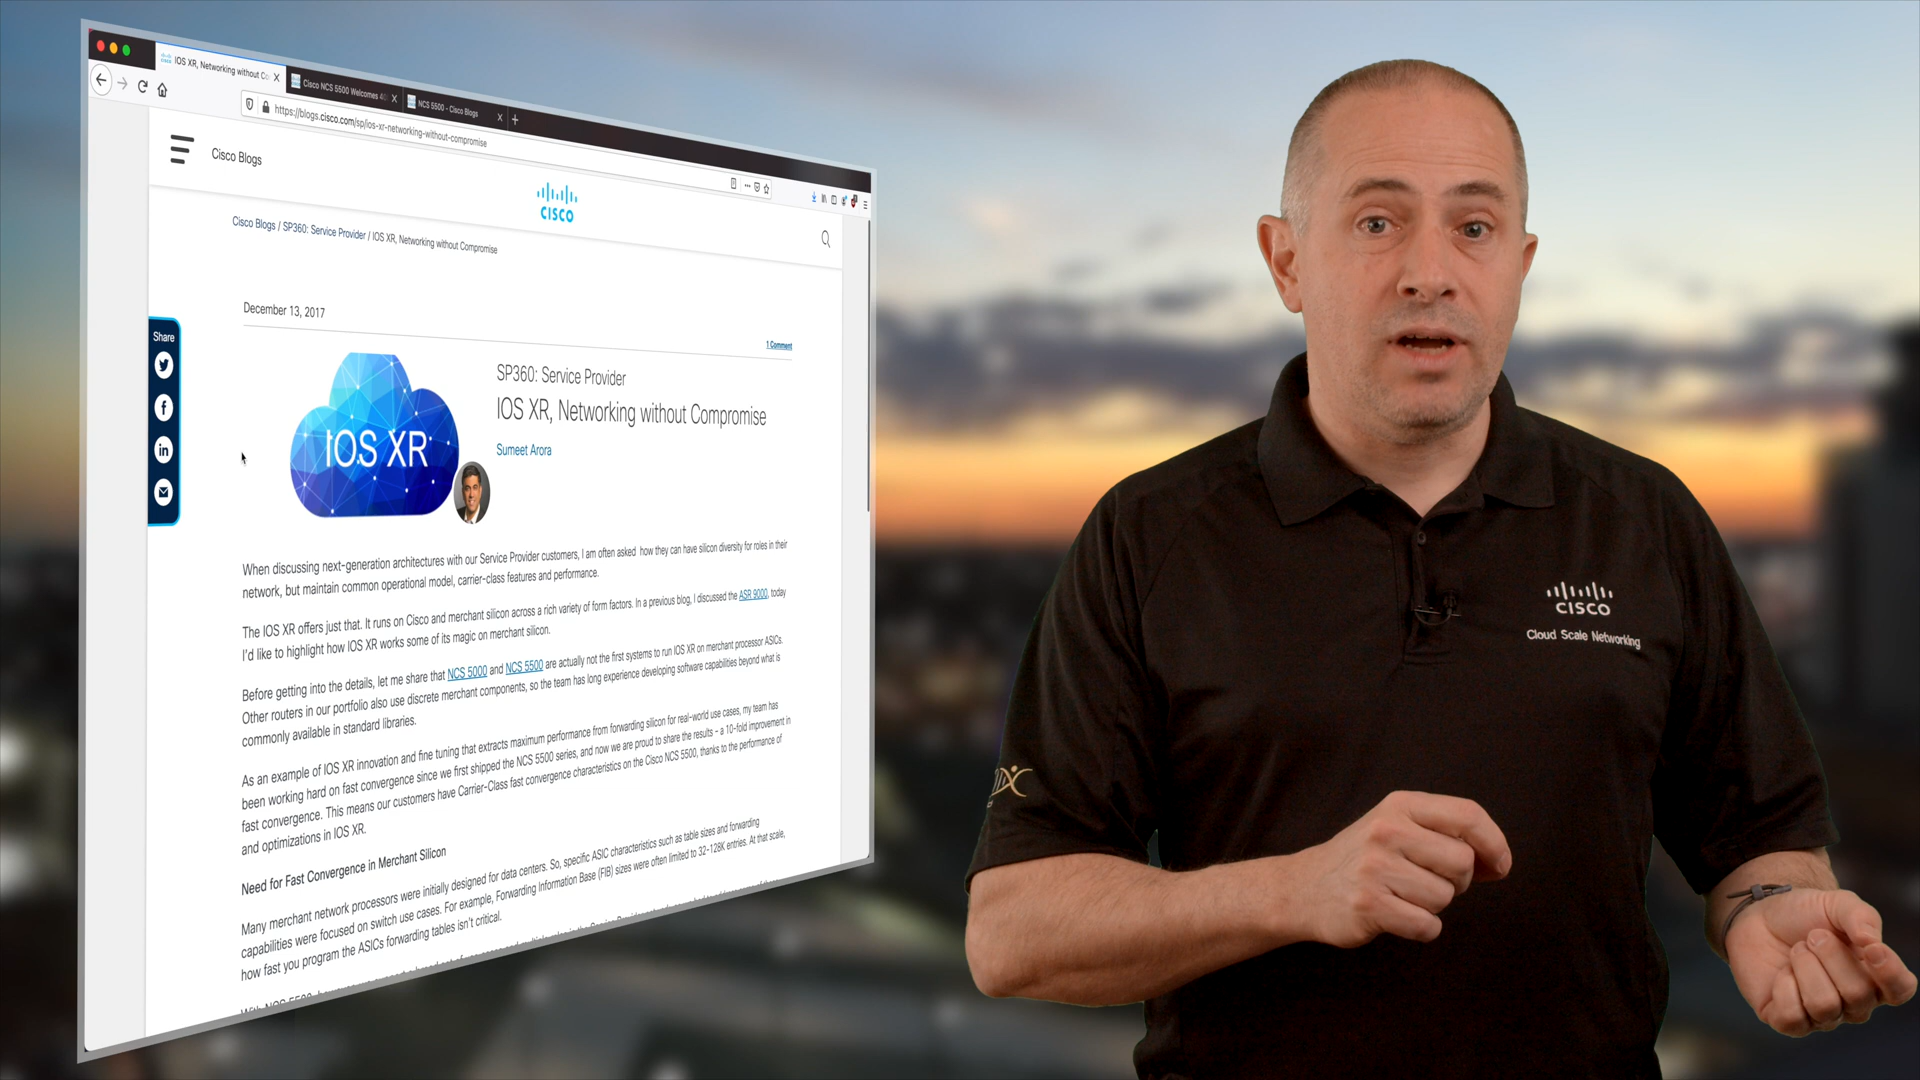 IOS XR, Networking without Co
Cisco NCS 5500 Welcomes 40
NCS 5500 - Cisco Blogs
https://blogs.cisco.com/sp/ios-xr-networking-without-compromise
Cisco Blogs
CISCO
Cisco Blogs / SP360: Service Provider / IOS XR, Networking without Compromise
December 13, 2017
1 Comment
Share
IOS XR
SP360: Service Provider
IOS XR, Networking without Compromise
Sumeet Arora
When discussing next-generation architectures with our Service Provider customers, I am often asked how they can have silicon diversity for roles in their
network, but maintain common operational model, carrier-class features and performance.
The IOS XR offers just that. It runs on Cisco and merchant silicon across a rich variety of form factors. In a previous blog, I discussed the ASR 9000, today
I'd like to highlight how IOS XR works some of its magic on merchant silicon.
Before getting into the details, let me share that NCS 5000 and NCS 5500 are actually not the first systems to run IOS XR on merchant processor ASICs.
Other routers in our portfolio also use discrete merchant components, so the team has long experience developing software capabilities beyond what is
commonly available in standard libraries.
As an example of IOS XR innovation and fine tuning that extracts maximum performance from forwarding silicon for real-world use cases, my team has
been working hard on fast convergence since we first shipped the NCS 5500 series, and now we are proud to share the results – a 10-fold improvement in
fast convergence. This means our customers have Carrier-Class fast convergence characteristics on the Cisco NCS 5500, thanks to the performance of
and optimizations in IOS XR.
Need for Fast Convergence in Merchant Silicon
Many merchant network processors were initially designed for data centers. So, specific ASIC characteristics such as table sizes and forwarding
capabilities were focused on switch use cases. For example, Forwarding Information Base (FIB) sizes were often limited to 32-128K entries. At that scale,
how fast you program the ASICs forwarding tables isn't critical.
CISCO
Cloud Scale Networking